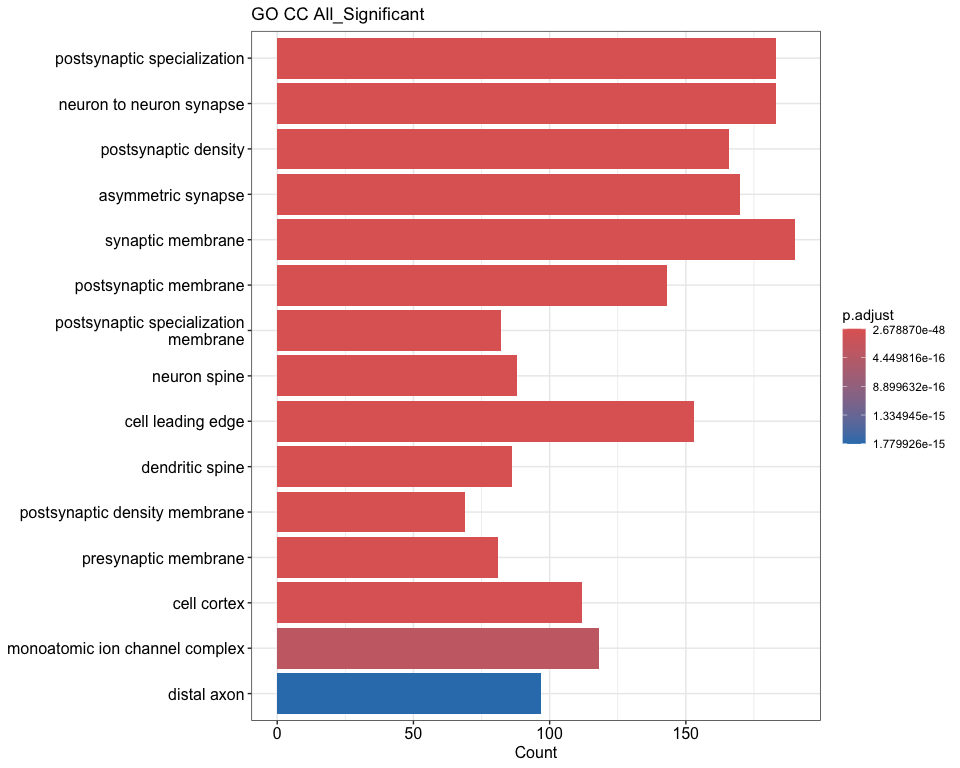 GO CC All_Significant
postsynaptic specialization
neuron to neuron synapse
postsynaptic density
asymmetric synapse
synaptic membrane
postsynaptic membrane
postsynaptic specialization
membrane
neuron spine
cell leading edge
dendritic spine
postsynaptic density membrane
presynaptic membrane
cell cortex
monoatomic ion channel complex
distal axon
0 50 100 150
Count
p.adjust
2.678870e-48
4.449816e-16
8.899632e-16
1.334945e-15
1.779926e-15